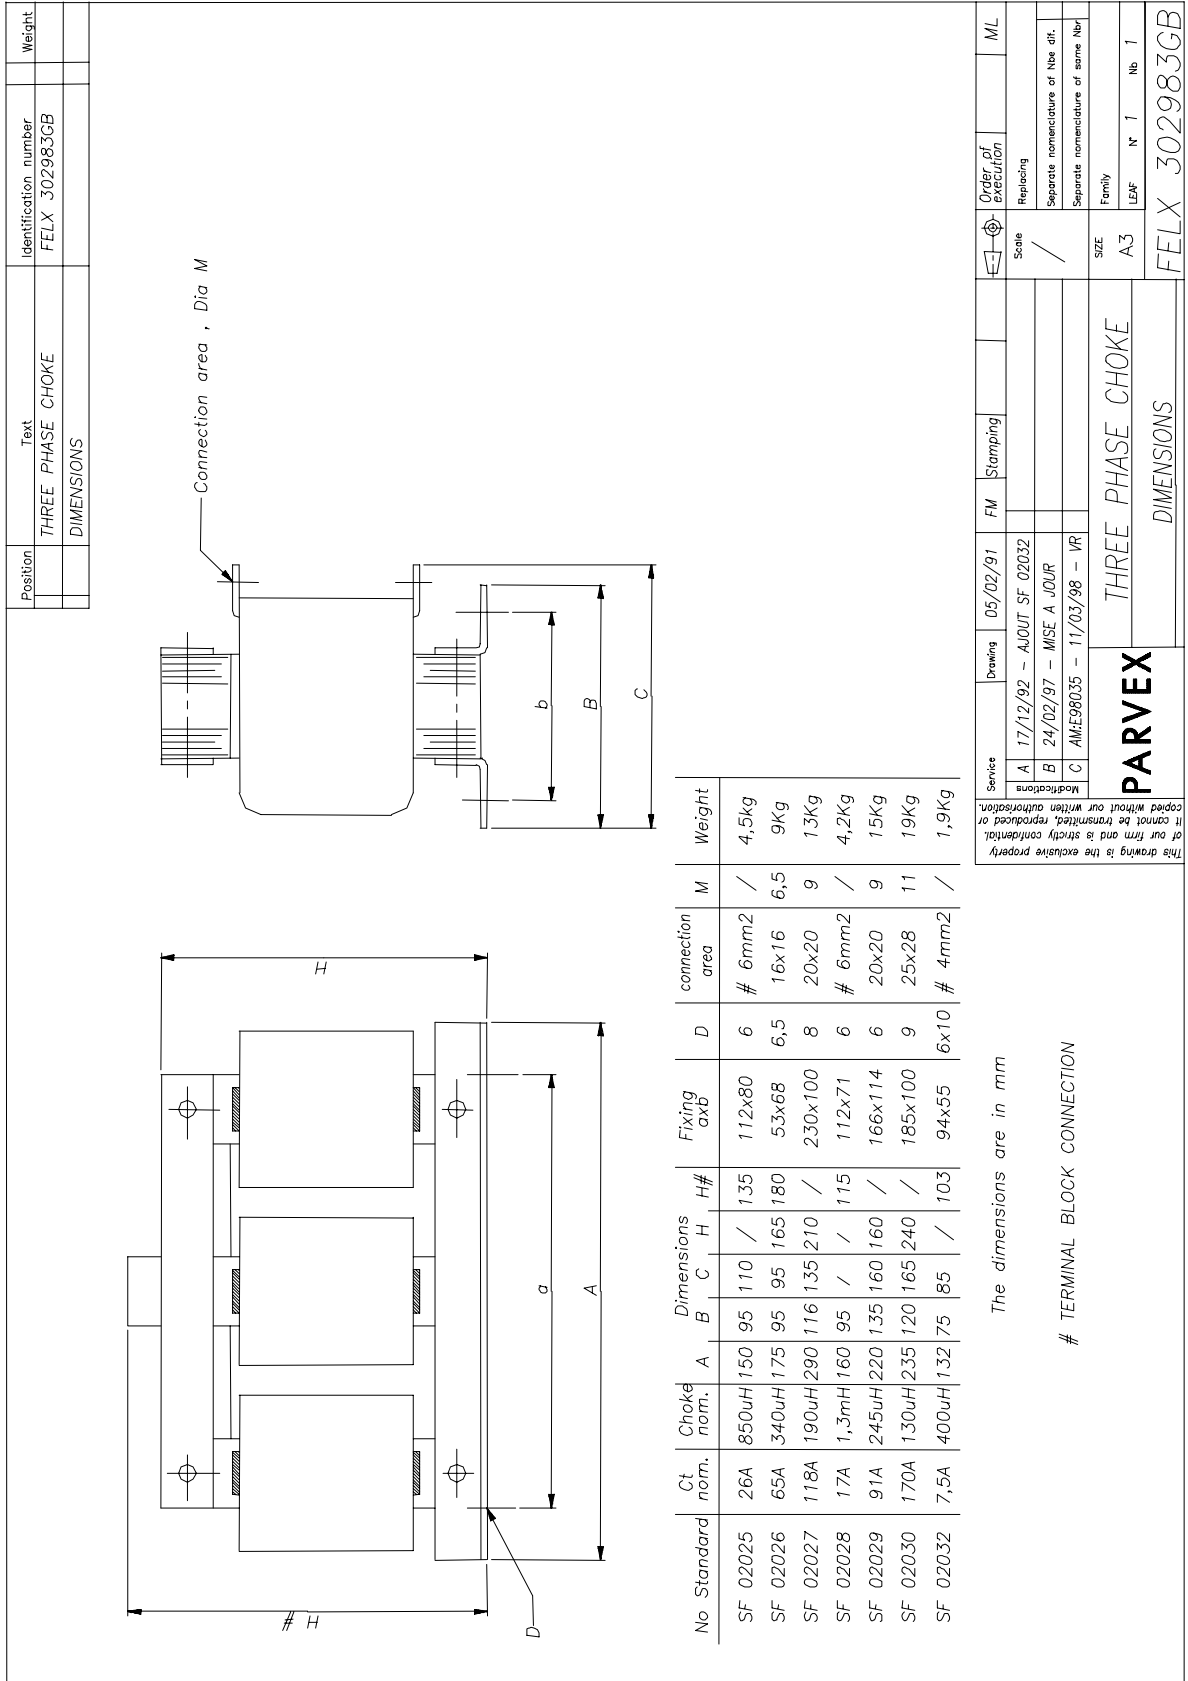 Position Text Identification number Weight
THREE PHASE CHOKE FELX 302983GB
DIMENSIONS
Connection area , Dia M
H
# H
a
A
D
b
B
C
No Standard Ct nom. Choke nom. Dimensions A B C H H# Fixing axb D connection area M Weight
SF 02025 26A 850uH 150 95 110 / 135 112x80 6 # 6mm2 / 4,5kg
SF 02026 65A 340uH 175 95 95 165 180 53x68 6,5 16x16 6,5 9Kg
SF 02027 118A 190uH 290 116 135 210 / 230x100 8 20x20 9 13Kg
SF 02028 17A 1,3mH 160 95 / / 115 112x71 6 # 6mm2 / 4,2Kg
SF 02029 91A 245uH 220 135 160 160 / 166x114 6 20x20 9 15Kg
SF 02030 170A 130uH 235 120 165 240 / 185x100 9 25x28 11 19Kg
SF 02032 7,5A 400uH 132 75 85 / 103 94x55 6x10 # 4mm2 / 1,9Kg
The dimensions are in mm
# TERMINAL BLOCK CONNECTION
This drawing is the exclusive property
of our firm and is strictly confidential.
It cannot be transmitted, reproduced or
copied without our written authorisation.
Service Drawing 05/02/91 FM Stamping Order of execution ML
Modifications
A 17/12/92 - AJOUT SF 02032
B 24/02/97 - MISE A JOUR
C AM:E98035 - 11/03/98 - VR
Scale
/
Replacing
Separate nomenclature of Nbe dif.
Separate nomenclature of same Nbr
PARVEX
THREE PHASE CHOKE
DIMENSIONS
SIZE
A3
Family
LEAF N° 1 Nb 1
FELX 302983GB